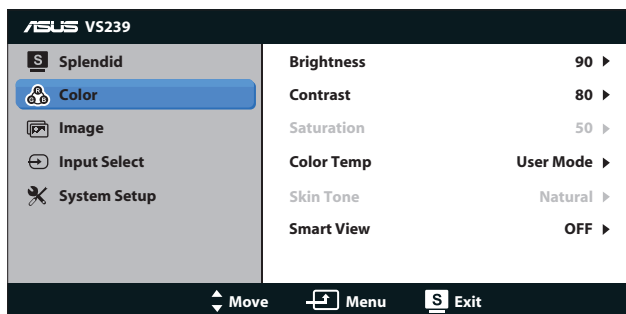 ASUS VS239
S Splendid
Color
Image
Input Select
System Setup
Brightness 90
Contrast 80
Saturation 50
Color Temp User Mode
Skin Tone Natural
Smart View OFF
Move Menu S Exit